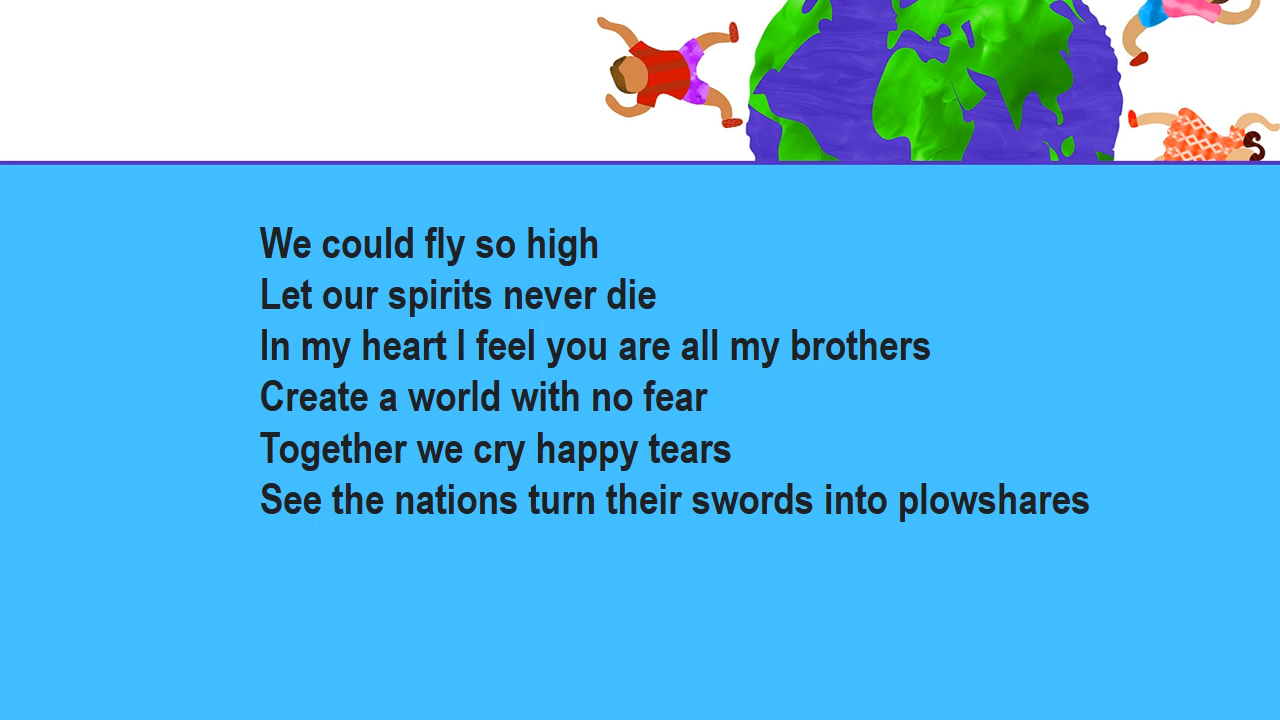 We could fly so high
Let our spirits never die
In my heart I feel you are all my brothers
Create a world with no fear
Together we cry happy tears
See the nations turn their swords into plowshares